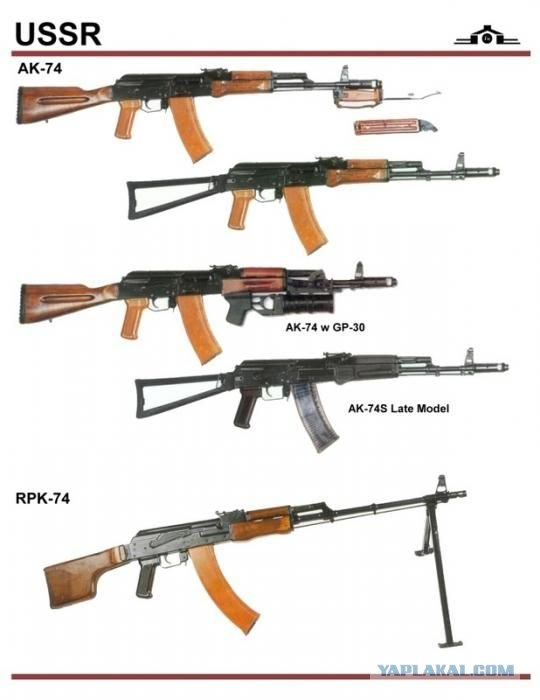 USSR
AK-74
AK-74 w GP-30
AK-74S Late Model
RPK-74
YAPLAKAL.COM